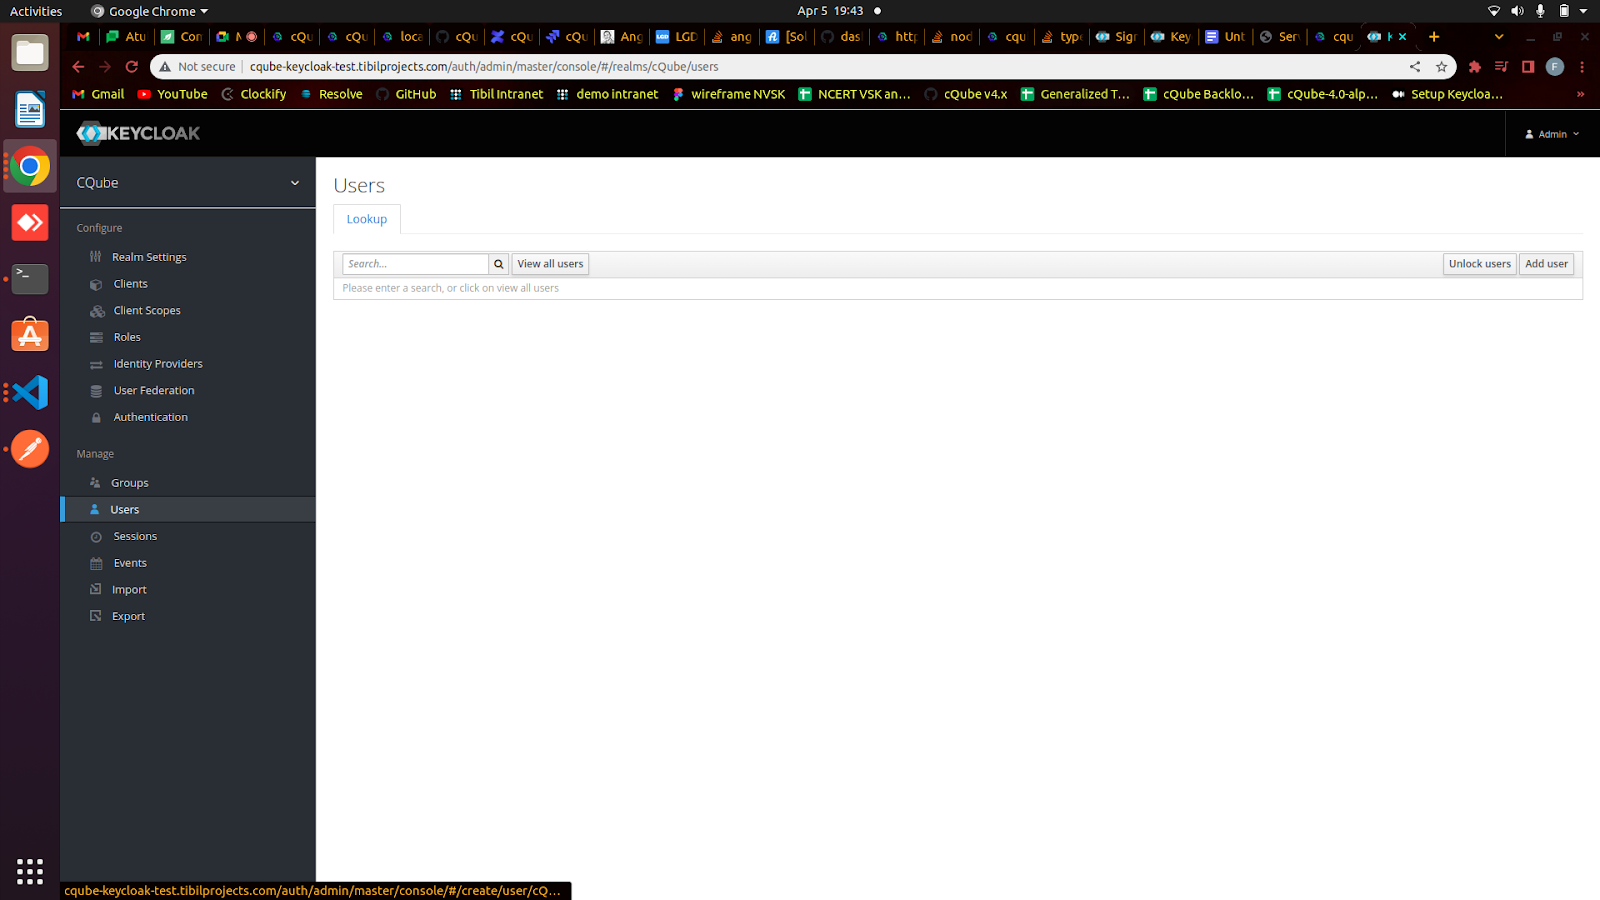 Activities
Google Chrome
Apr 5 19:43
Atu
Con
M
cQu
cQu
loca
cQu
cQu
cQu
Ang
LGD
ang
[Sol
das
http
nod
cqu
type
Sig
Key
Unt
Ser
cqu
K
Not secure
cqube-keycloak-test.tibilprojects.com/auth/admin/master/console/#/realms/cQube/users
F
Gmail
YouTube
Clockify
Resolve
GitHub
Tibil Intranet
demo intranet
wireframe NVSK
NCERT VSK an...
cQube v4.x
Generalized T...
cQube Backlo...
cQube-4.0-alp...
Setup Keycloa...
KEYCLOAK
Admin
CQube
Configure
Realm Settings
Clients
Client Scopes
Roles
Identity Providers
User Federation
Authentication
Manage
Groups
Users
Sessions
Events
Import
Export
Users
Lookup
Search...
View all users
Unlock users
Add user
Please enter a search, or click on view all users
cqube-keycloak-test.tibilprojects.com/auth/admin/master/console/#/create/user/cQ...